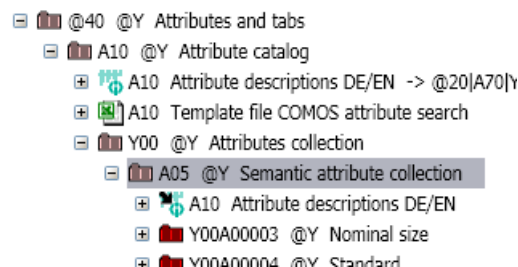 @40 @Y Attributes and tabs
A10 @Y Attribute catalog
A10 Attribute descriptions DE/EN -> @20|A70|Y
A10 Template file COMOS attribute search
Y00 @Y Attributes collection
A05 @Y Semantic attribute collection
A10 Attribute descriptions DE/EN
Y00A00003 @Y Nominal size
Y00A00004 @Y Standard